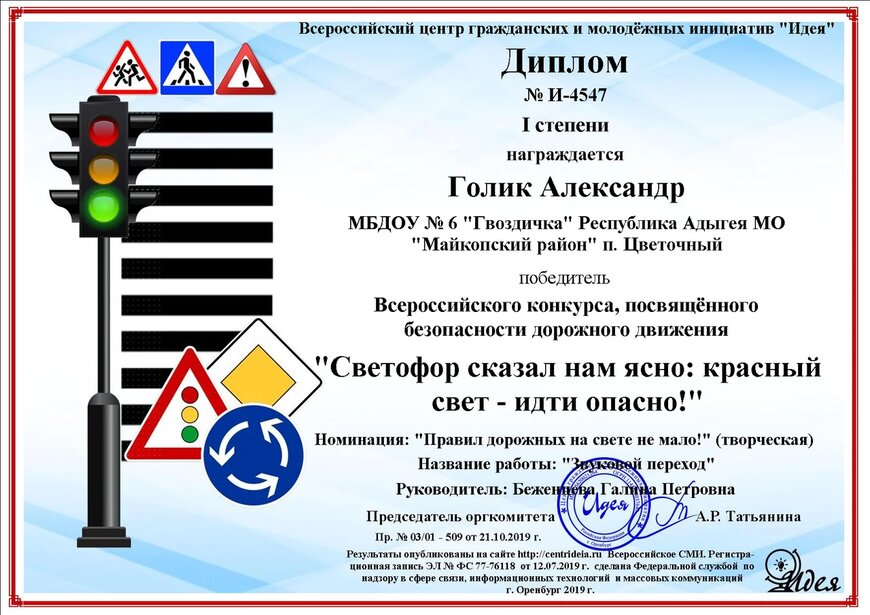 Всероссийский центр гражданских и молодёжных инициатив "Идея"
Диплом
№ И-4547
I степени
награждается
Голик Александр
МБДОУ № 6 "Гвоздичка" Республика Адыгея МО
"Майкопский район" п. Цветочный
победитель
Всероссийского конкурса, посвящённого
безопасности дорожного движения
"Светофор сказал нам ясно: красный
свет - идти опасно!"
Номинация: "Правил дорожных на свете не мало!" (творческая)
Название работы: "Звуковой переход"
Руководитель: Беженцева Галина Петровна
Председатель оргкомитета А.Р. Татьянина
Идея
Российская Федерация
г. Оренбург
Пр. № 03/01 - 509 от 21.10.2019 г.
Результаты опубликованы на сайте http://centrideia.ru Всероссийское СМИ. Регистра-
ционная запись ЭЛ № ФС 77-76118 от 12.07.2019 г. сделана Федеральной службой по
надзору в сфере связи, информационных технологий и массовых коммуникаций
г. Оренбург 2019 г.
Идея